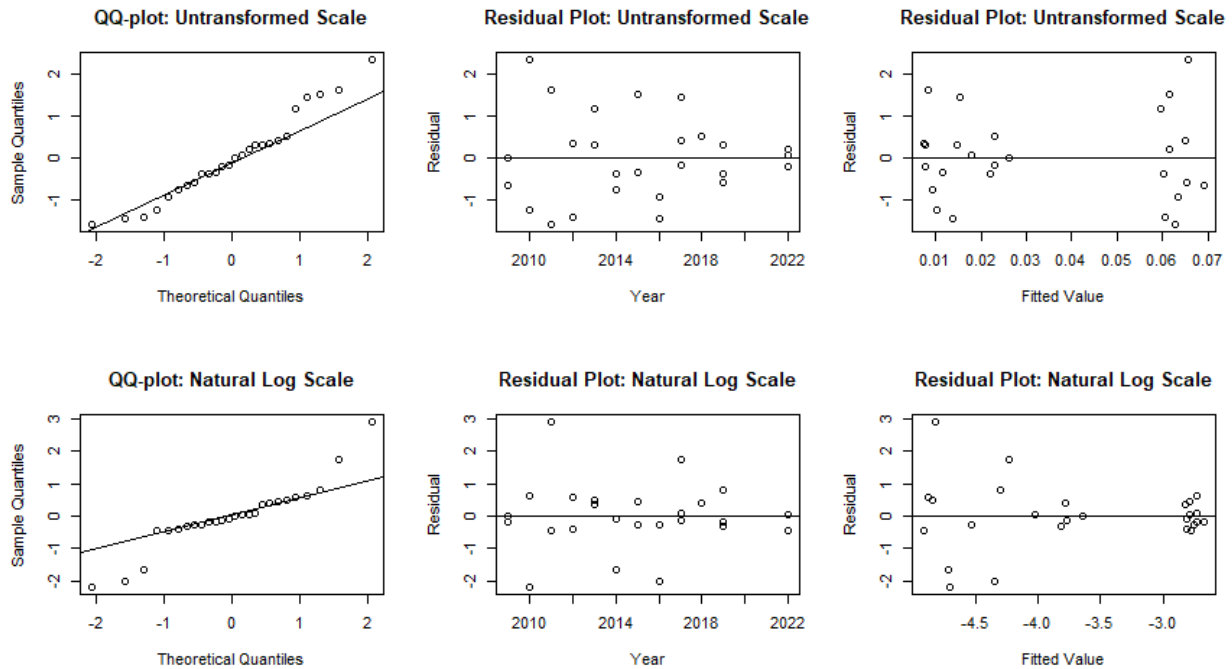 QQ-plot: Untransformed Scale
Sample Quantiles
2
1
0
-1
-2 -1 0 1 2
Theoretical Quantiles
Residual Plot: Untransformed Scale
Residual
2
1
0
-1
2010 2014 2018 2022
Year
Residual Plot: Untransformed Scale
Residual
2
1
0
-1
0.01 0.02 0.03 0.04 0.05 0.06 0.07
Fitted Value
QQ-plot: Natural Log Scale
Sample Quantiles
3
2
1
0
-1
-2
-2 -1 0 1 2
Theoretical Quantiles
Residual Plot: Natural Log Scale
Residual
3
2
1
0
-1
-2
2010 2014 2018 2022
Year
Residual Plot: Natural Log Scale
Residual
3
2
1
0
-1
-2
-4.5 -4.0 -3.5 -3.0
Fitted Value